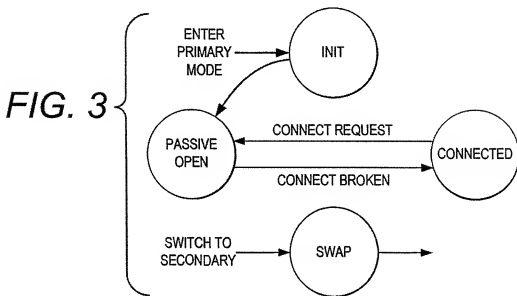 FIG. 3
ENTER
PRIMARY
MODE
INIT
PASSIVE
OPEN
CONNECT REQUEST
CONNECT BROKEN
CONNECTED
SWITCH TO
SECONDARY
SWAP